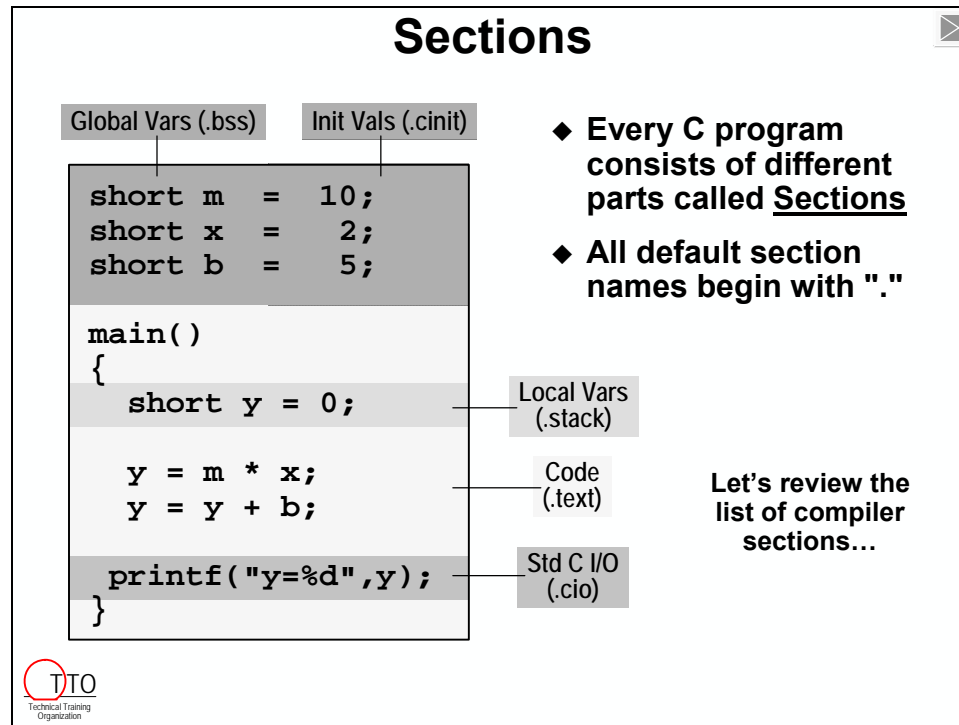 Sections
Global Vars (.bss)
Init Vals (.cinit)
short m = 10;
short x = 2;
short b = 5;
main()
{
short y = 0;
y = m * x;
y = y + b;
printf("y=%d",y);
}
Local Vars
(.stack)
Code
(.text)
Std C I/O
(.cio)
◆ Every C program
consists of different
parts called Sections
◆ All default section
names begin with "."
Let’s review the
list of compiler
sections…
TTO
Technical Training
Organization